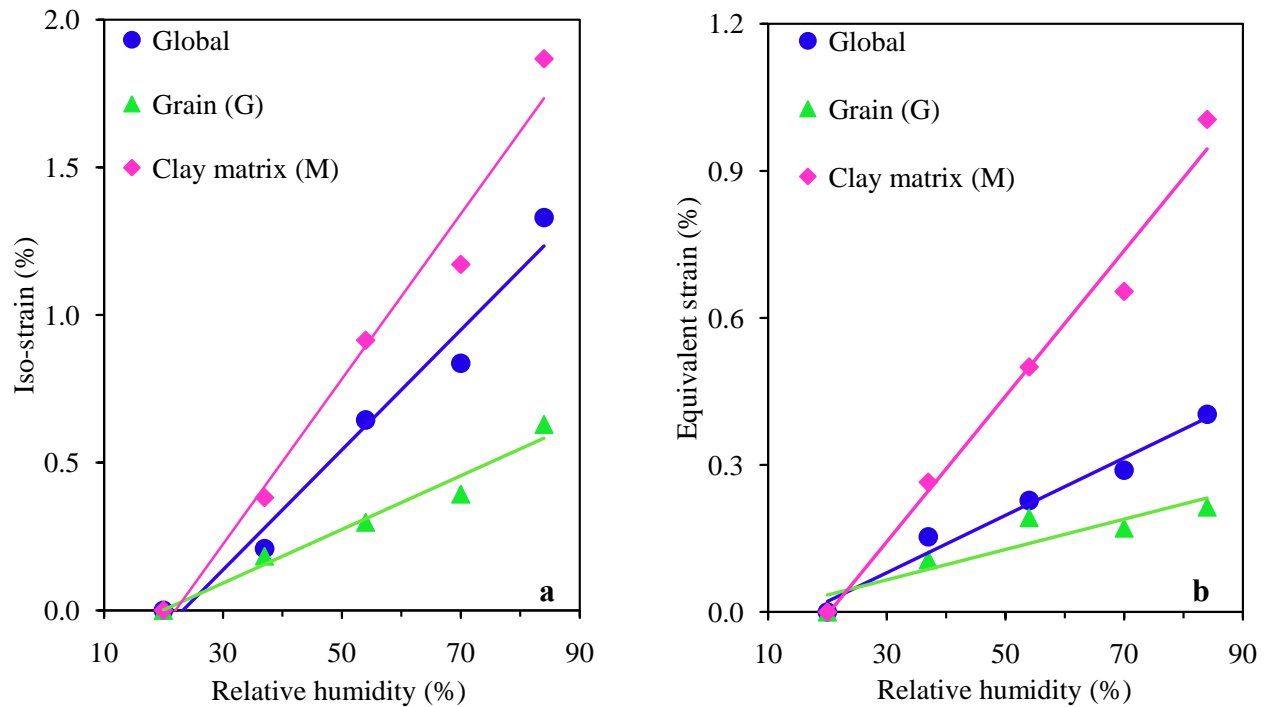 2.0
1.5
1.0
0.5
0.0
Iso-strain (%)
Global
Grain (G)
Clay matrix (M)
a
10 30 50 70 90
Relative humidity (%)
1.2
0.9
0.6
0.3
0.0
Equivalent strain (%)
Global
Grain (G)
Clay matrix (M)
b
10 30 50 70 90
Relative humidity (%)